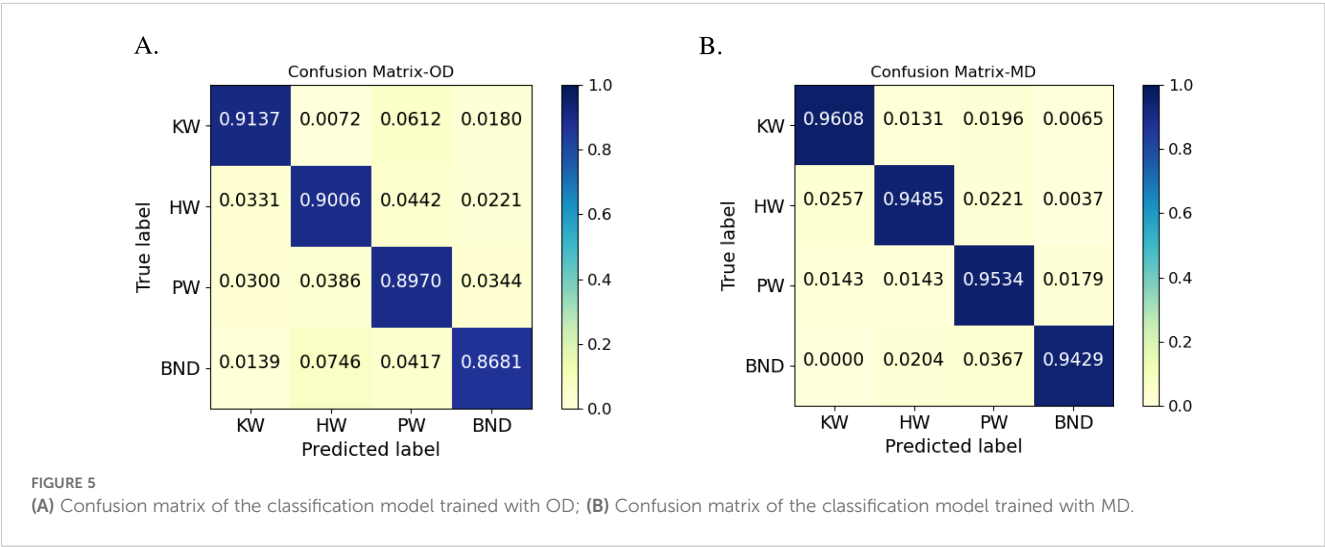 A.
Confusion Matrix-OD
KW 0.9137 0.0072 0.0612 0.0180
HW 0.0331 0.9006 0.0442 0.0221
PW 0.0300 0.0386 0.8970 0.0344
BND 0.0139 0.0746 0.0417 0.8681
KW HW PW BND
Predicted label
True label
1.0
0.8
0.6
0.4
0.2
0.0
B.
Confusion Matrix-MD
KW 0.9608 0.0131 0.0196 0.0065
HW 0.0257 0.9485 0.0221 0.0037
PW 0.0143 0.0143 0.9534 0.0179
BND 0.0000 0.0204 0.0367 0.9429
KW HW PW BND
Predicted label
True label
1.0
0.8
0.6
0.4
0.2
0.0
FIGURE 5
(A) Confusion matrix of the classification model trained with OD; (B) Confusion matrix of the classification model trained with MD.